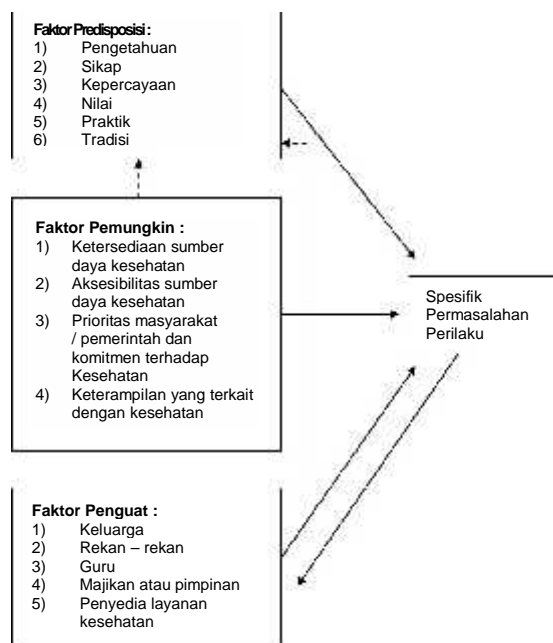 Faktor Predisposisi :
1) Pengetahuan
2) Sikap
3) Kepercayaan
4) Nilai
5) Praktik
6) Tradisi
Faktor Pemungkin :
1) Ketersediaan sumber
daya kesehatan
2) Aksesibilitas sumber
daya kesehatan
3) Prioritas masyarakat
/ pemerintah dan
komitmen terhadap
Kesehatan
4) Keterampilan yang terkait
dengan kesehatan
Spesifik
Permasalahan
Perilaku
Faktor Penguat :
1) Keluarga
2) Rekan – rekan
3) Guru
4) Majikan atau pimpinan
5) Penyedia layanan
kesehatan